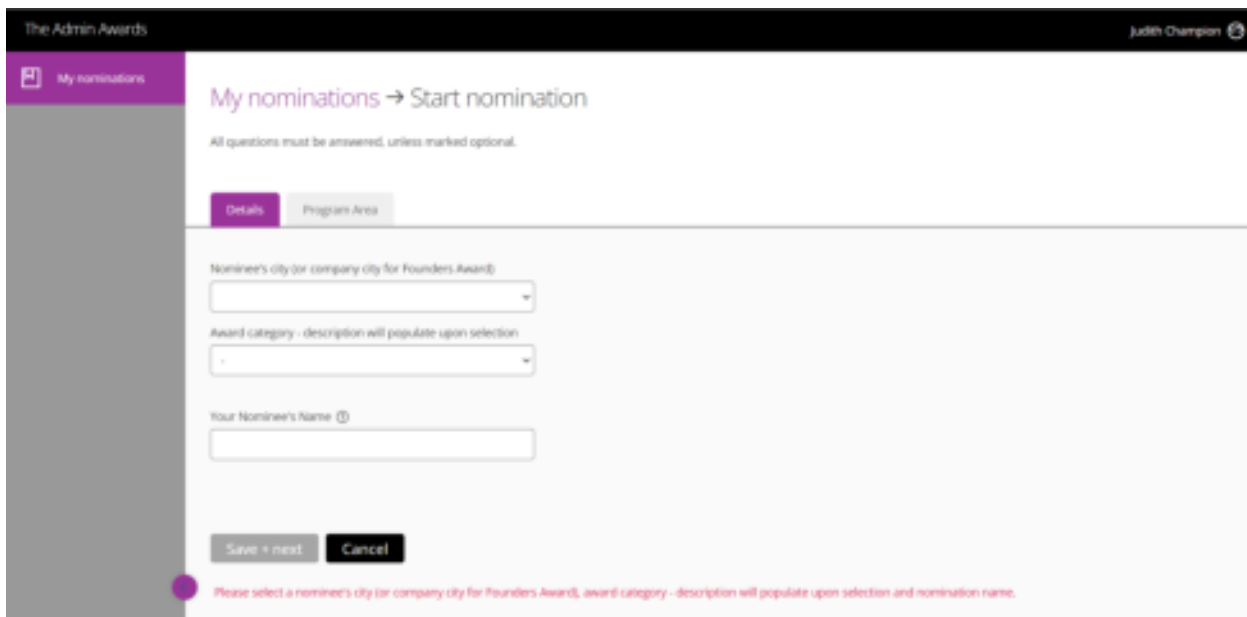 The Admin Awards
Judith Champion
My nominations
My nominations → Start nomination
All questions must be answered, unless marked optional.
Details
Program Area
Nominee's city (or company city for Founders Award)
Award category - description will populate upon selection
-
Your Nominee's Name
Save + next
Cancel
Please select a nominee's city (or company city for Founders Award), award category - description will populate upon selection and nomination name.